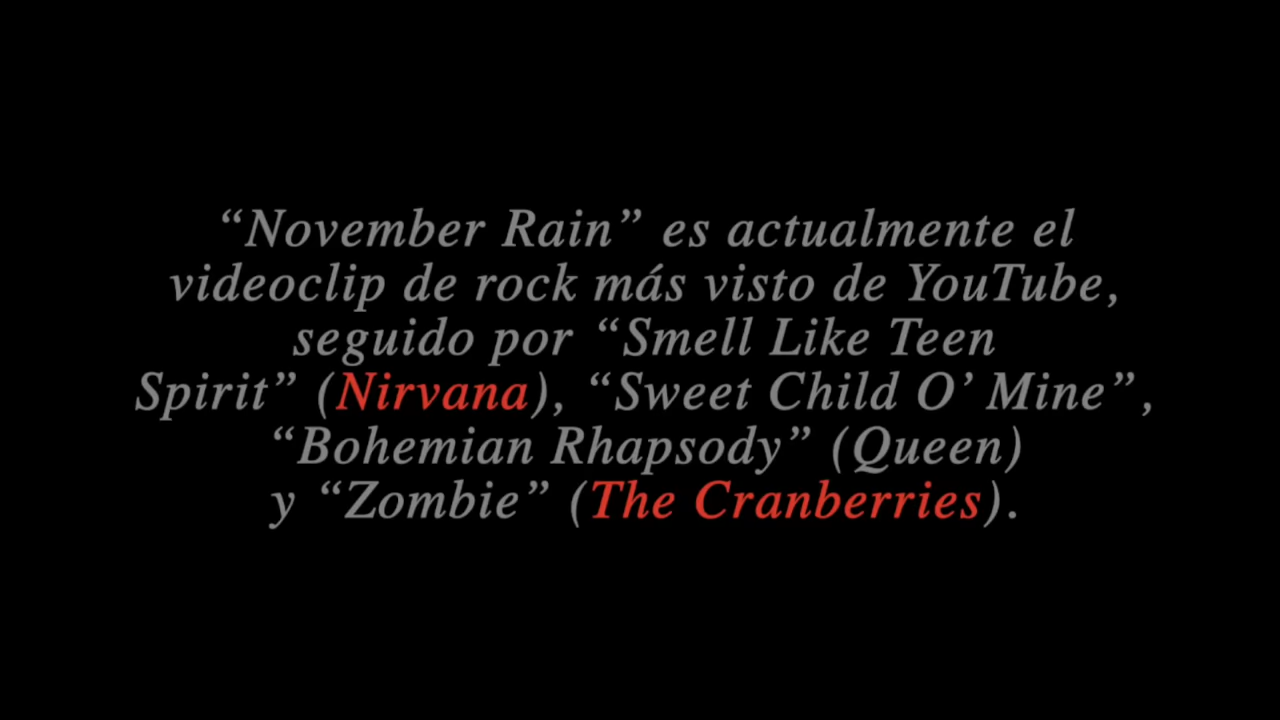 “November Rain” es actualmente el
videoclip de rock más visto de YouTube,
seguido por “Smell Like Teen
Spirit” (Nirvana), “Sweet Child O’ Mine”,
“Bohemian Rhapsody” (Queen)
y “Zombie” (The Cranberries).